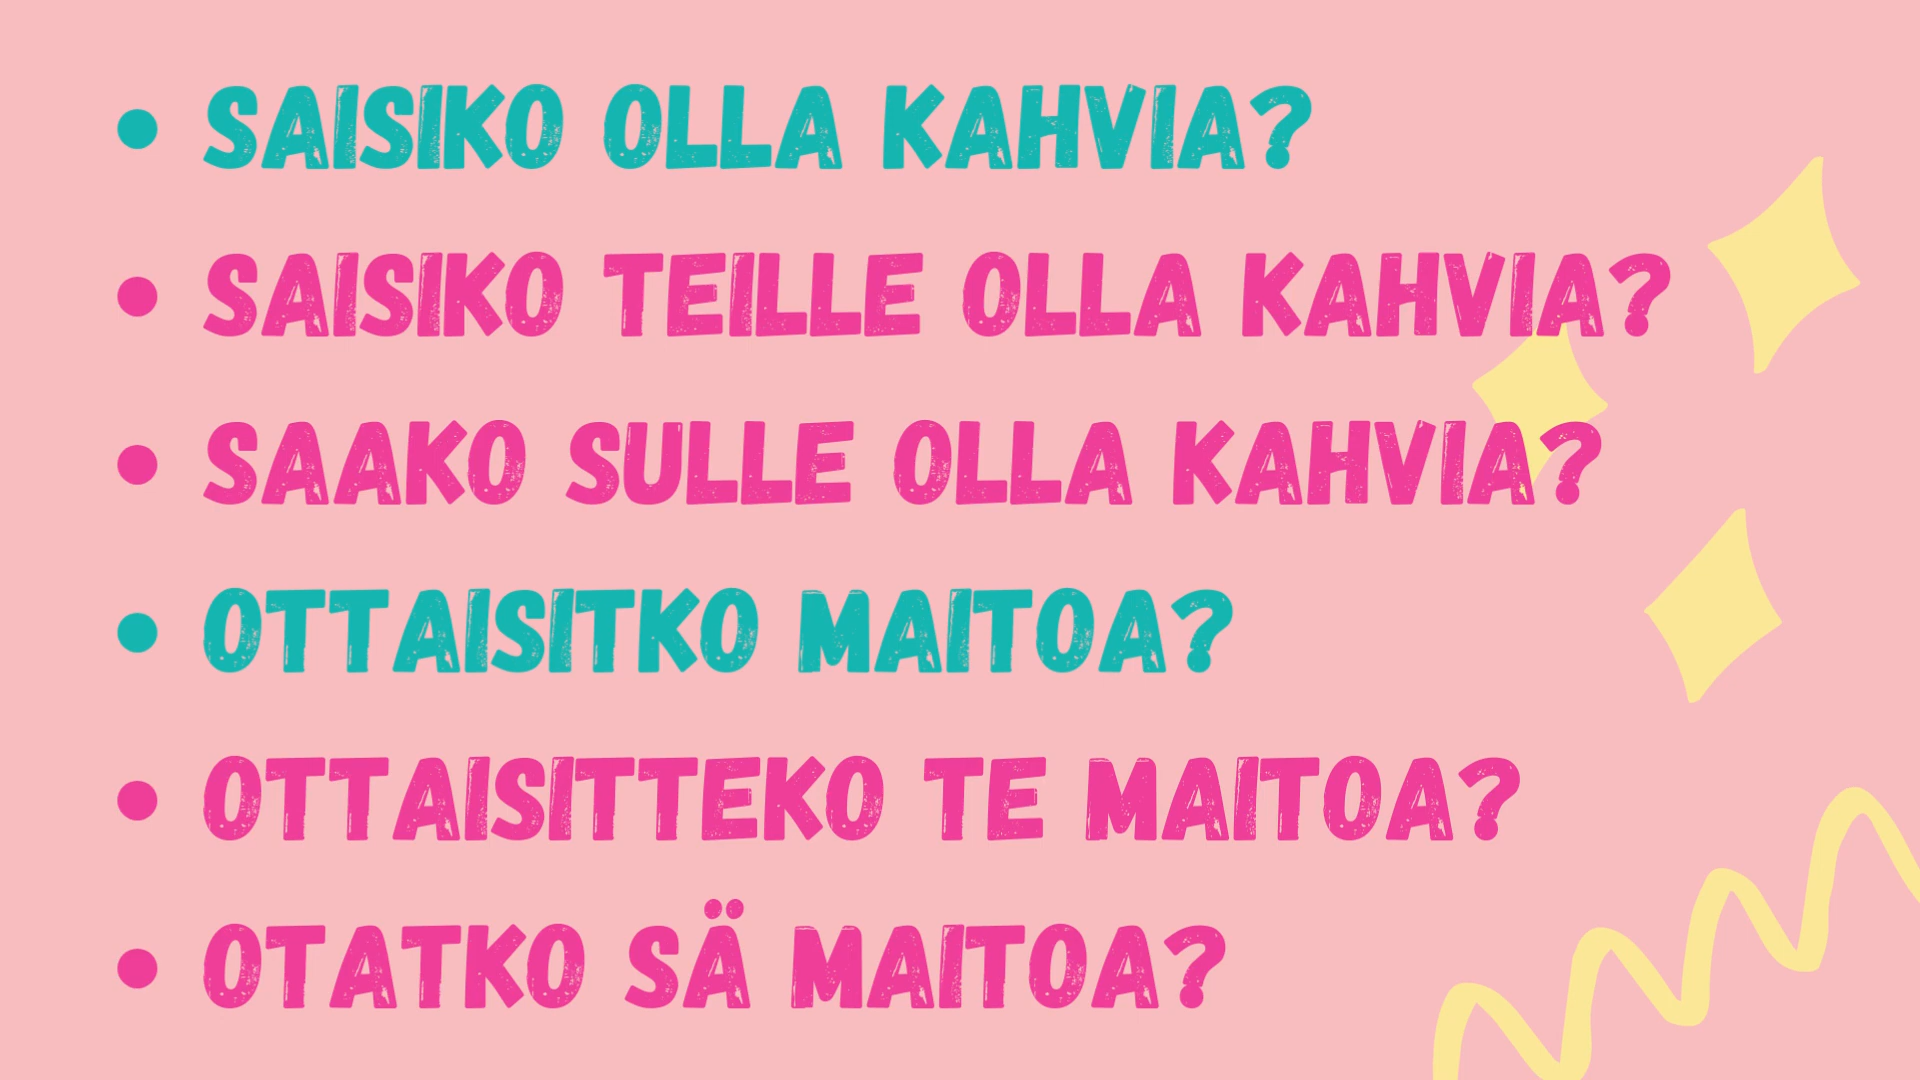 • SAISIKO OLLA KAHVIA?
• SAISIKO TEILLE OLLA KAHVIA?
• SAAKO SULLE OLLA KAHVIA?
• OTTAISITKO MAITOA?
• OTTAISITTEKO TE MAITOA?
• OTATKO SÄ MAITOA?